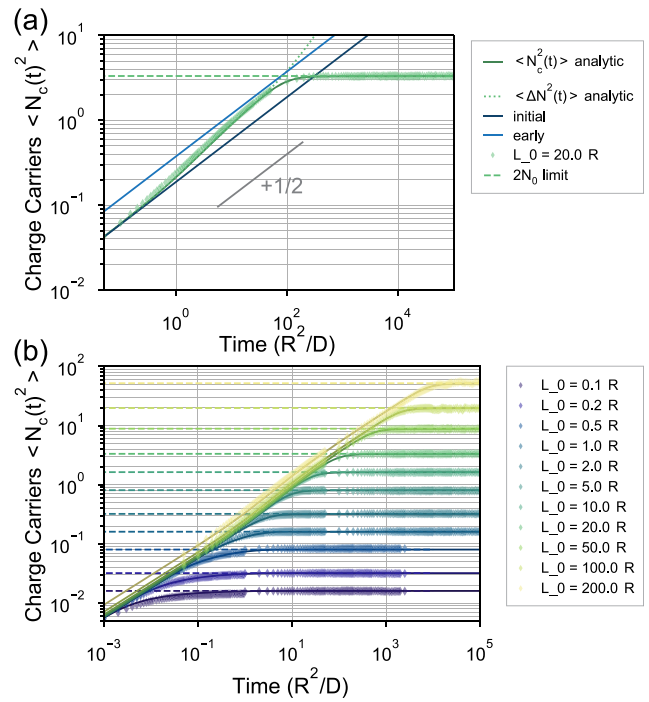 (a)
Charge Carriers < N_c(t)^2 >
10^1
10^0
10^-1
10^-2
+1/2
10^0
10^2
10^4
Time (R^2/D)
< N_c^2(t) > analytic
< ΔN^2(t) > analytic
initial
early
L_0 = 20.0 R
2N_0 limit
(b)
Charge Carriers < N_c(t)^2 >
10^2
10^1
10^0
10^-1
10^-2
10^-3
10^-1
10^1
10^3
10^5
Time (R^2/D)
L_0 = 0.1 R
L_0 = 0.2 R
L_0 = 0.5 R
L_0 = 1.0 R
L_0 = 2.0 R
L_0 = 5.0 R
L_0 = 10.0 R
L_0 = 20.0 R
L_0 = 50.0 R
L_0 = 100.0 R
L_0 = 200.0 R